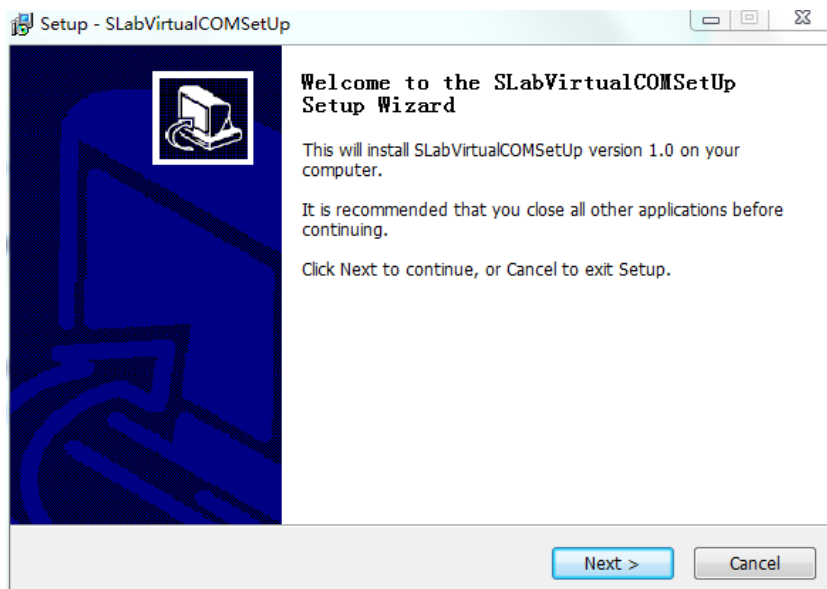 Setup - SLabVirtualCOMSetUp
Welcome to the SLabVirtualCOMSetUp
Setup Wizard
This will install SLabVirtualCOMSetUp version 1.0 on your
computer.
It is recommended that you close all other applications before
continuing.
Click Next to continue, or Cancel to exit Setup.
Next >
Cancel